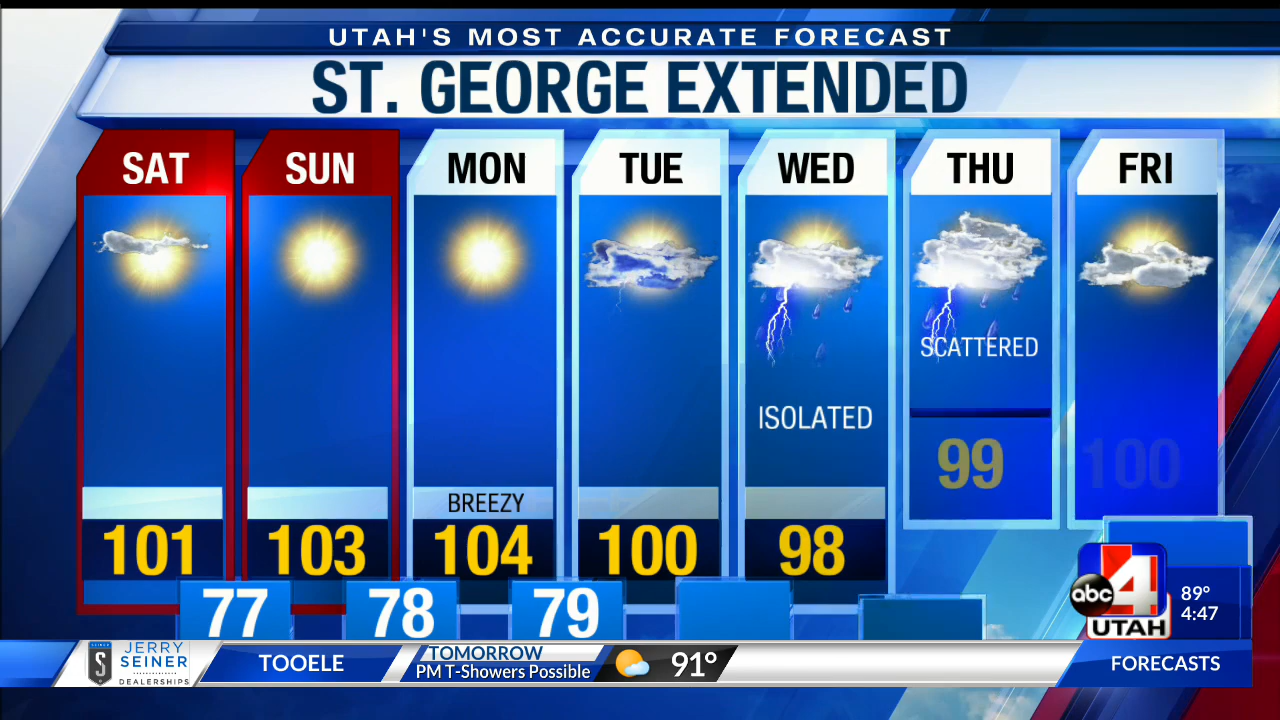 UTAH'S MOST ACCURATE FORECAST
ST. GEORGE EXTENDED
SAT SUN MON TUE WED THU FRI
SCATTERED
ISOLATED
99 100
BREEZY
101 103 104 100 98
77 78 79
abc 4 UTAH
89°
4:47
SEINER S
JERRY SEINER
DEALERSHIPS
TOOELE
TOMORROW
PM T-Showers Possible
91°
FORECASTS